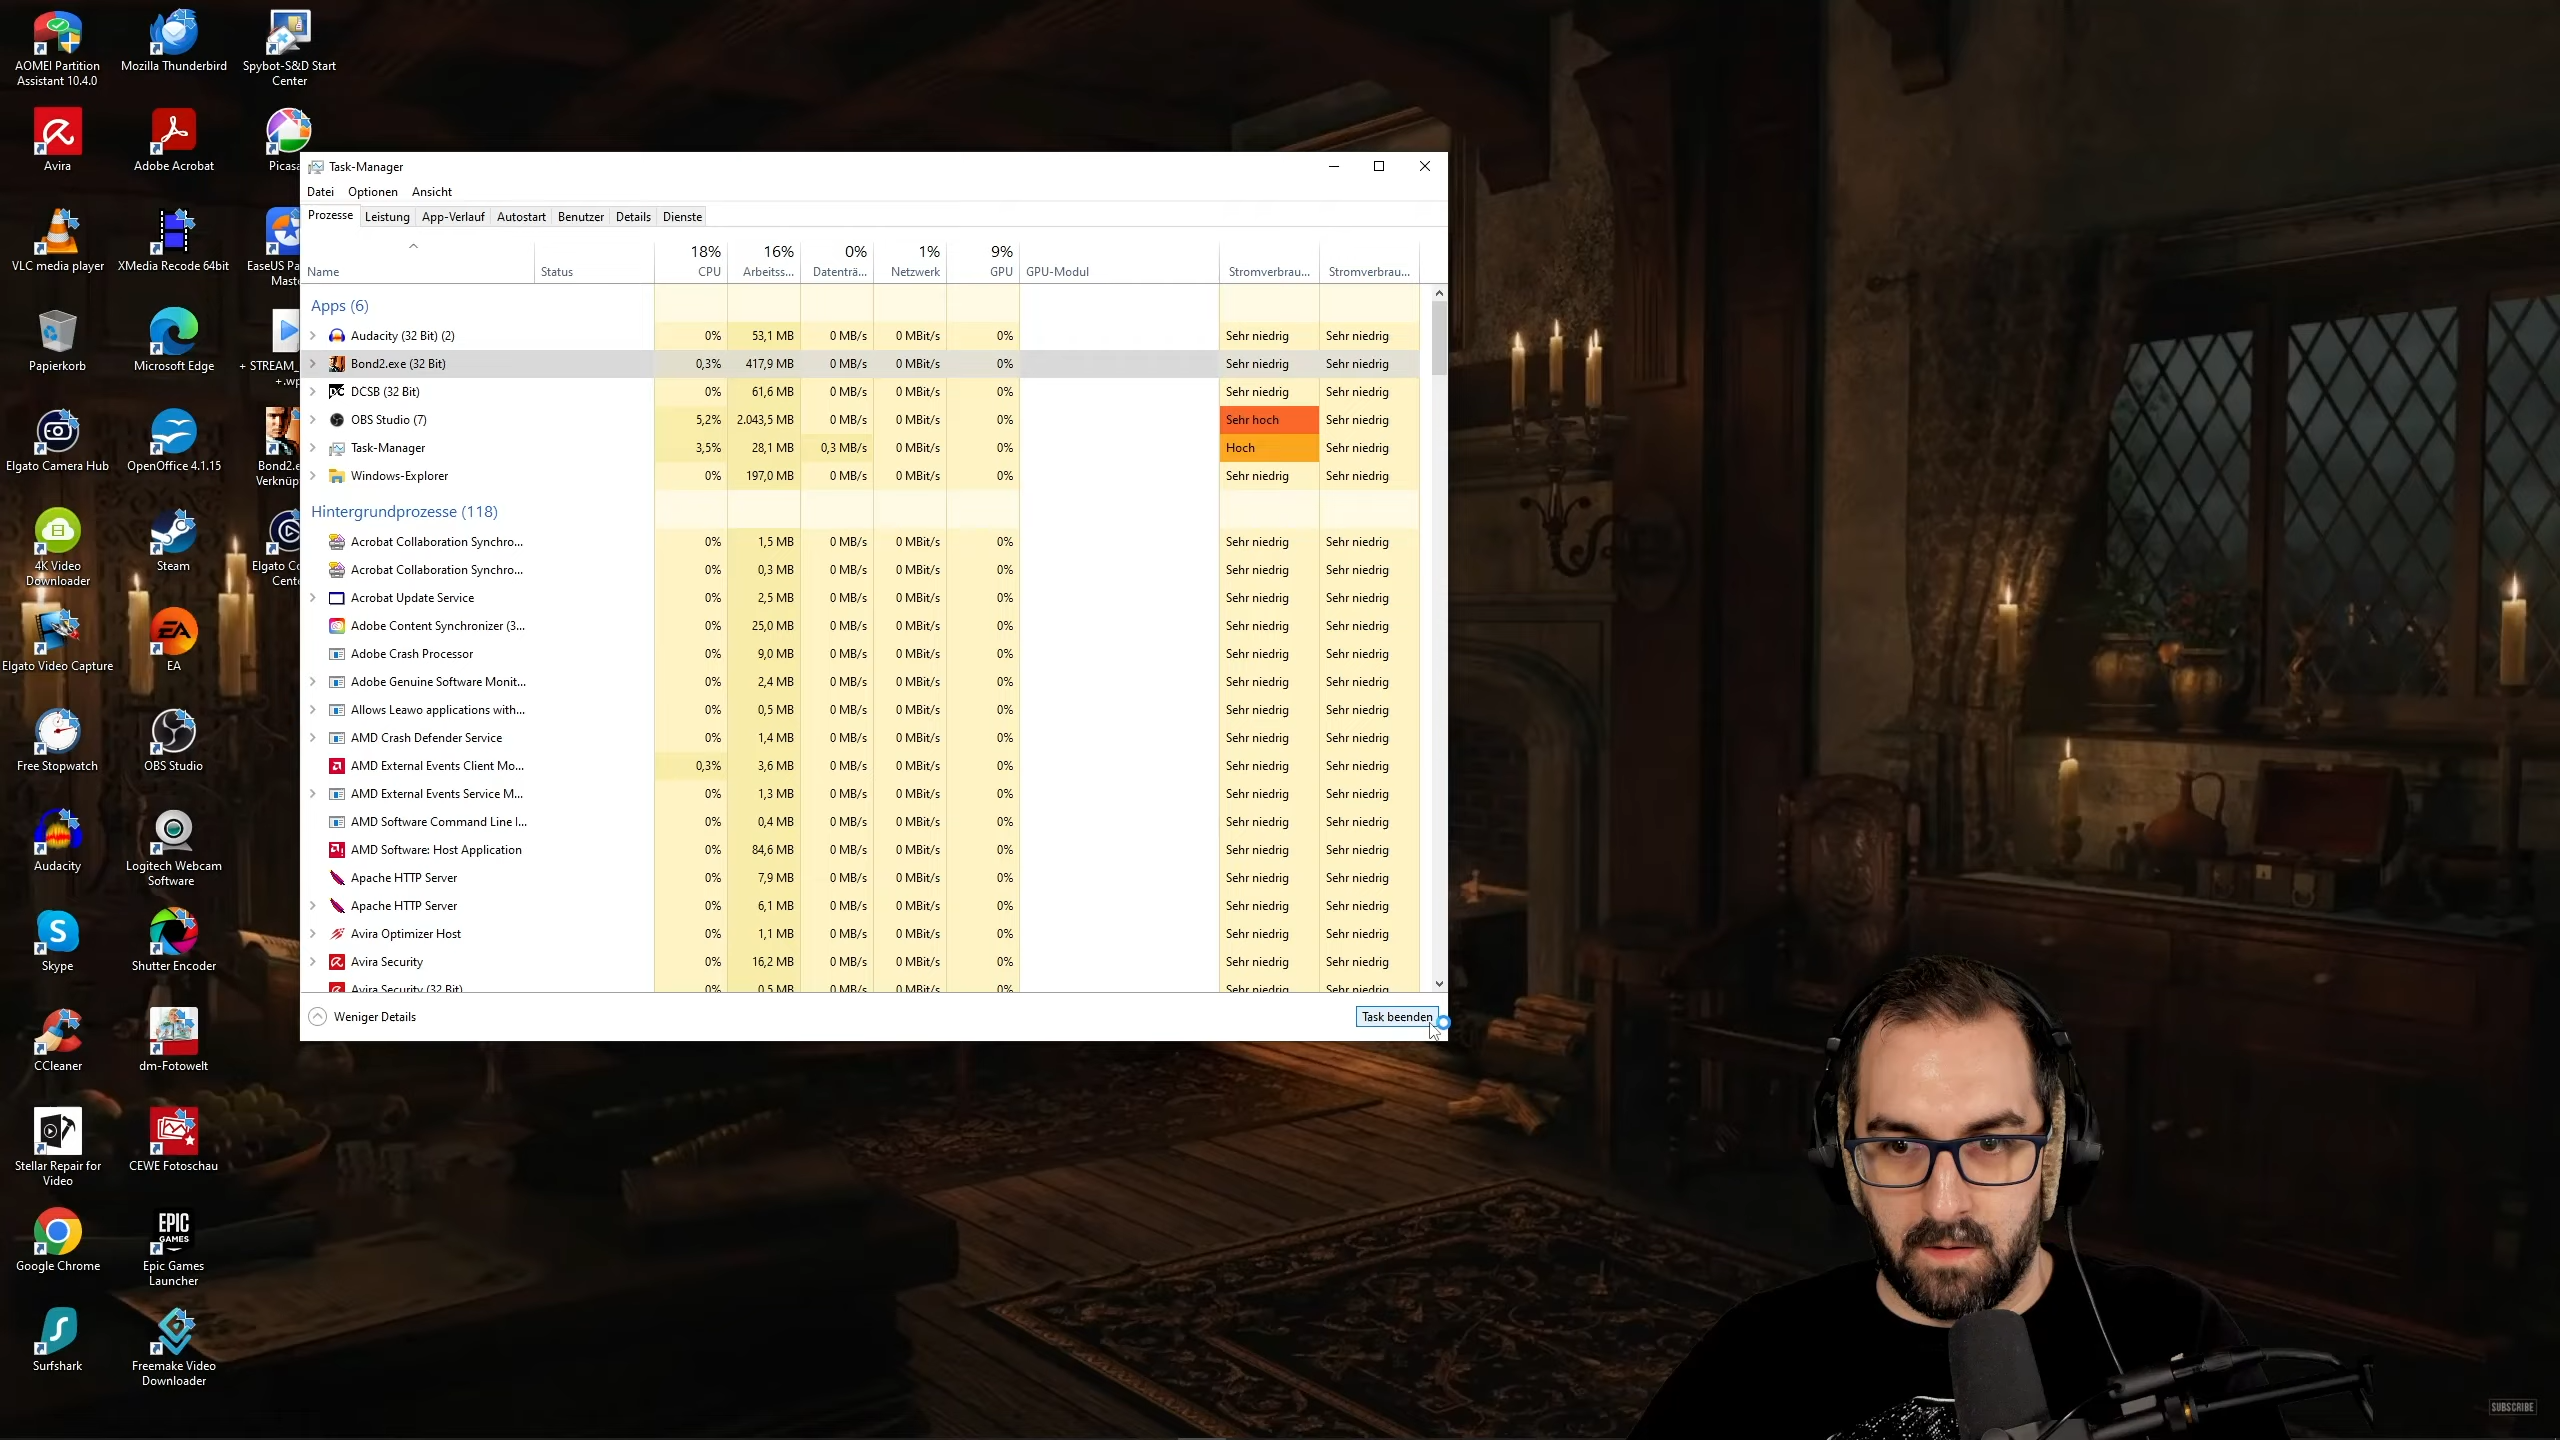 AOMEI Partition
Assistant 10.4.0
Mozilla Thunderbird
Spybot-S&D Start
Center
Avira
Adobe Acrobat
Picasa
VLC media player
XMedia Recode 64bit
EaseUS Pa
Mast
Papierkorb
Microsoft Edge
+ STREAM_
+.wp
Elgato Camera Hub
OpenOffice 4.1.15
Bond2.e
Verknüp
4K Video
Downloader
Steam
Elgato Co
Cent
Elgato Video Capture
EA
Free Stopwatch
OBS Studio
Audacity
Logitech Webcam
Software
Skype
Shutter Encoder
CCleaner
dm-Fotowelt
Stellar Repair for
Video
CEWE Fotoschau
Google Chrome
EPIC
GAMES
Epic Games
Launcher
Surfshark
Freemake Video
Downloader
Task-Manager
Datei Optionen Ansicht
Prozesse Leistung App-Verlauf Autostart Benutzer Details Dienste
18% 16% 0% 1% 9%
Name Status CPU Arbeitss... Datenträ... Netzwerk GPU GPU-Modul Stromverbrau... Stromverbrau...
Apps (6)
Audacity (32 Bit) (2) 0% 53,1 MB 0 MB/s 0 MBit/s 0% Sehr niedrig Sehr niedrig
Bond2.exe (32 Bit) 0,3% 417,9 MB 0 MB/s 0 MBit/s 0% Sehr niedrig Sehr niedrig
DCSB (32 Bit) 0% 61,6 MB 0 MB/s 0 MBit/s 0% Sehr niedrig Sehr niedrig
OBS Studio (7) 5,2% 2.043,5 MB 0 MB/s 0 MBit/s 0% Sehr hoch Sehr niedrig
Task-Manager 3,5% 28,1 MB 0,3 MB/s 0 MBit/s 0% Hoch Sehr niedrig
Windows-Explorer 0% 197,0 MB 0 MB/s 0 MBit/s 0% Sehr niedrig Sehr niedrig
Hintergrundprozesse (118)
Acrobat Collaboration Synchro... 0% 1,5 MB 0 MB/s 0 MBit/s 0% Sehr niedrig Sehr niedrig
Acrobat Collaboration Synchro... 0% 0,3 MB 0 MB/s 0 MBit/s 0% Sehr niedrig Sehr niedrig
Acrobat Update Service 0% 2,5 MB 0 MB/s 0 MBit/s 0% Sehr niedrig Sehr niedrig
Adobe Content Synchronizer (3... 0% 25,0 MB 0 MB/s 0 MBit/s 0% Sehr niedrig Sehr niedrig
Adobe Crash Processor 0% 9,0 MB 0 MB/s 0 MBit/s 0% Sehr niedrig Sehr niedrig
Adobe Genuine Software Monit... 0% 2,4 MB 0 MB/s 0 MBit/s 0% Sehr niedrig Sehr niedrig
Allows Leawo applications with... 0% 0,5 MB 0 MB/s 0 MBit/s 0% Sehr niedrig Sehr niedrig
AMD Crash Defender Service 0% 1,4 MB 0 MB/s 0 MBit/s 0% Sehr niedrig Sehr niedrig
AMD External Events Client Mo... 0,3% 3,6 MB 0 MB/s 0 MBit/s 0% Sehr niedrig Sehr niedrig
AMD External Events Service M... 0% 1,3 MB 0 MB/s 0 MBit/s 0% Sehr niedrig Sehr niedrig
AMD Software Command Line I... 0% 0,4 MB 0 MB/s 0 MBit/s 0% Sehr niedrig Sehr niedrig
AMD Software: Host Application 0% 84,6 MB 0 MB/s 0 MBit/s 0% Sehr niedrig Sehr niedrig
Apache HTTP Server 0% 7,9 MB 0 MB/s 0 MBit/s 0% Sehr niedrig Sehr niedrig
Apache HTTP Server 0% 6,1 MB 0 MB/s 0 MBit/s 0% Sehr niedrig Sehr niedrig
Avira Optimizer Host 0% 1,1 MB 0 MB/s 0 MBit/s 0% Sehr niedrig Sehr niedrig
Avira Security 0% 16,2 MB 0 MB/s 0 MBit/s 0% Sehr niedrig Sehr niedrig
Avira Security (32 Bit) 0% 0,5 MB 0 MB/s 0 MBit/s 0% Sehr niedrig Sehr niedrig
Weniger Details
Task beenden
SUBSCRIBE